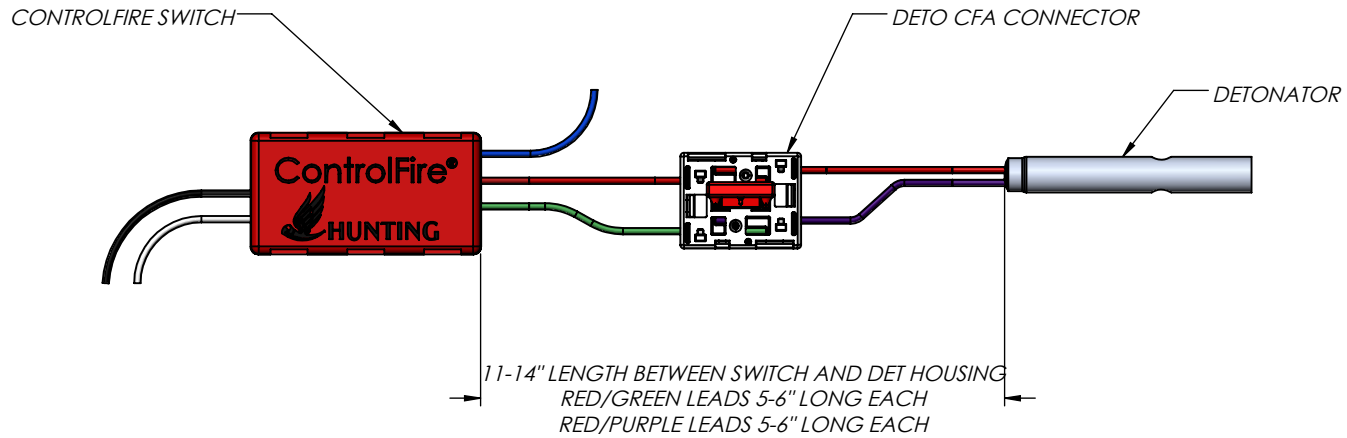 CONTROLFIRE SWITCH
DETO CFA CONNECTOR
DETONATOR
ControlFire®
HUNTING
11-14" LENGTH BETWEEN SWITCH AND DET HOUSING
RED/GREEN LEADS 5-6" LONG EACH
RED/PURPLE LEADS 5-6" LONG EACH